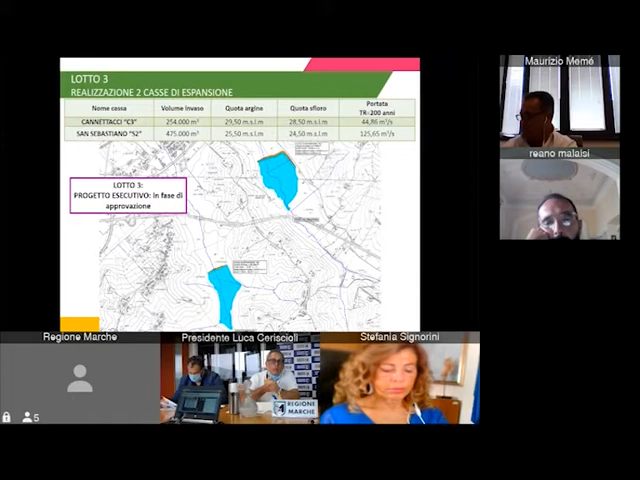 LOTTO 3
REALIZZAZIONE 2 CASSE DI ESPANSIONE
Nome cassa Volume invaso Quota argine Quota sfioro Portata TR=200 anni
CANNETTACCI "C3" 254.000 m³ 29,50 m.s.l.m 28,50 m.s.l.m 44,86 m³/s
SAN SEBASTIANO "S2" 475.000 m³ 25,50 m.s.l.m 24,50 m.s.l.m 125,65 m³/s
LOTTO 3:
PROGETTO ESECUTIVO: in fase di
approvazione
Maurizio Memé
reano malaisi
Regione Marche
Presidente Luca Ceriscioli
Stefania Signorini
5
REGIONE
MARCHE